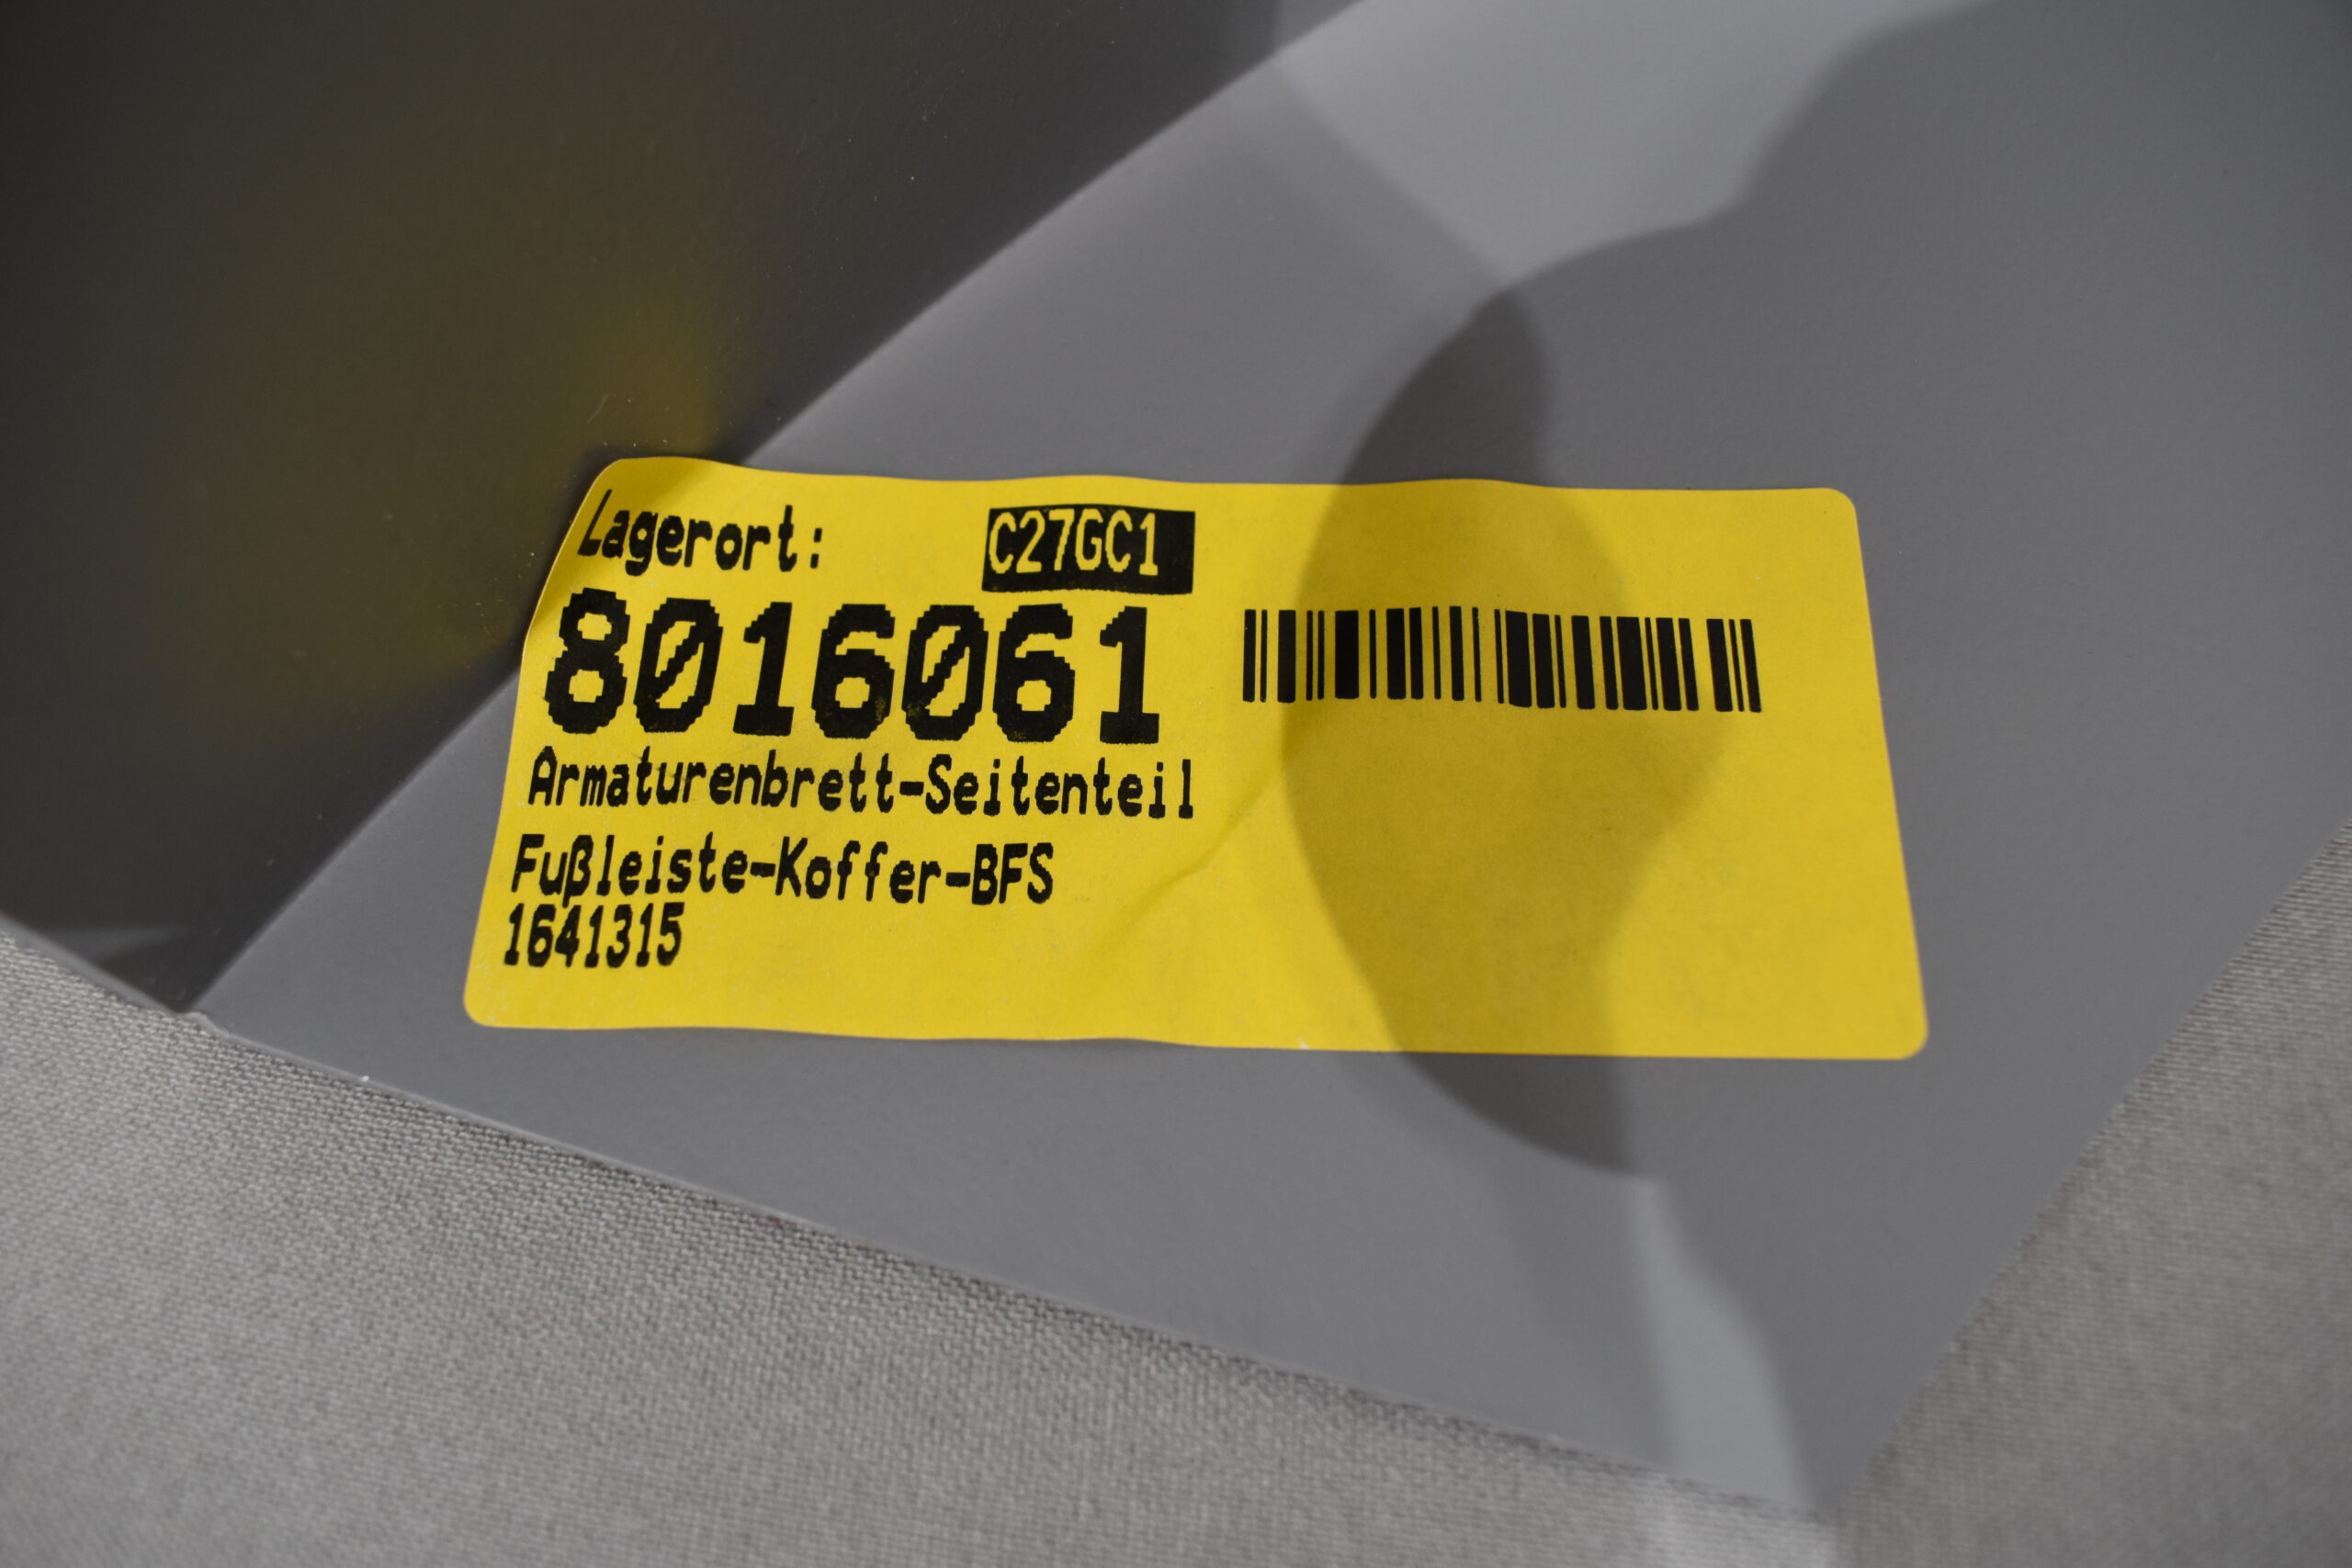 Lagerort: C27GC1
8016061
Armaturenbrett-Seitenteil
Fußleiste-Koffer-BFS
1641315